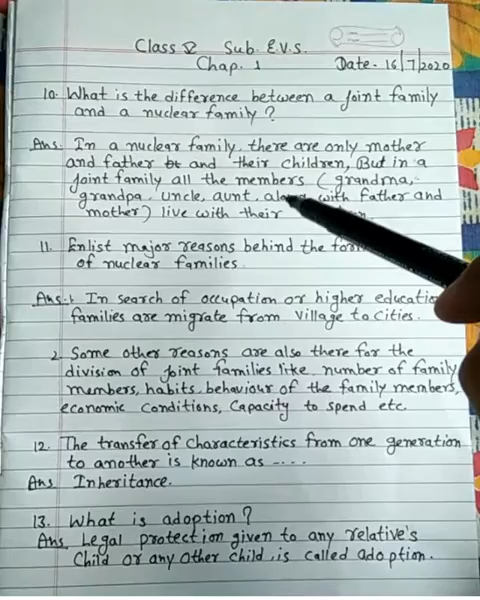 Class V Sub. E.V.S.
Chap. 1 Date - 16/7/2020
10. What is the difference between a joint family
and a nuclear family?
Ans. In a nuclear family, there are only mother
and father and their children, But in a
joint family all the members (grandma,
grandpa, uncle, aunt, with father and
mother) live with their
11. Enlist major reasons behind the
of nuclear families.
Ans. 1. In search of occupation or higher
families are migrate from village to cities.
2. Some other reasons are also there for the
division of joint families like number of family
members, habits, behaviour of the family members,
economic conditions, Capacity to spend etc.
12. The transfer of characteristics from one generation
to another is known as -...
Ans Inheritance.
13. What is adoption?
Ans. Legal protection given to any relative's
Child or any other child, is called adoption.